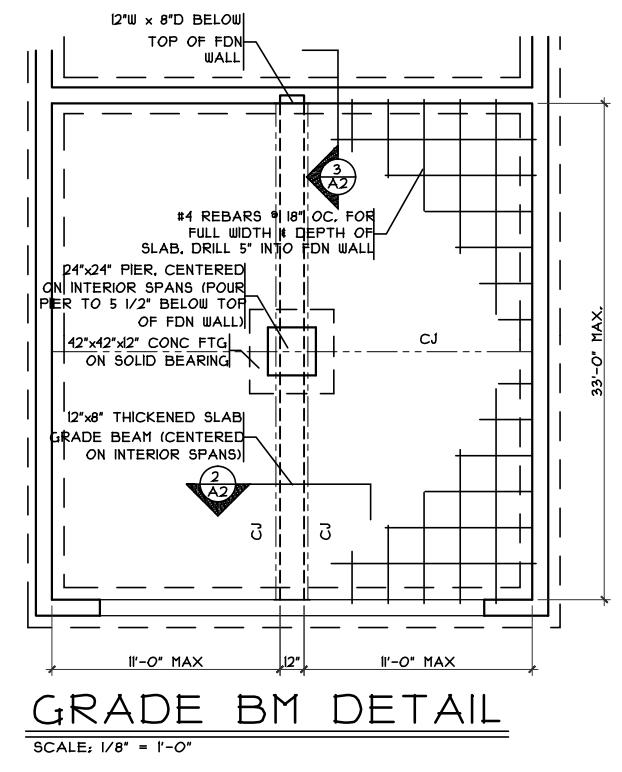 12"W x 8"D BELOW
TOP OF FDN
WALL
3
A2
#4 REBARS @ 18" OC. FOR
FULL WIDTH & DEPTH OF
SLAB. DRILL 5" INTO FDN WALL
24"x24" PIER, CENTERED
ON INTERIOR SPANS (POUR
PIER TO 5 1/2" BELOW TOP
OF FDN WALL)
CJ
42"x42"x12" CONC FTG
ON SOLID BEARING
33'-0" MAX.
12"x8" THICKENED SLAB
GRADE BEAM (CENTERED
ON INTERIOR SPANS)
2
A2
CJ
CJ
11'-0" MAX
12"
11'-0" MAX
GRADE BM DETAIL
SCALE: 1/8" = 1'-0"